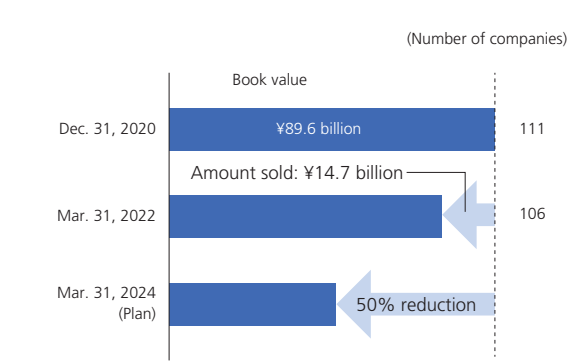 (Number of companies)
Book value
Dec. 31, 2020 ¥89.6 billion 111
Amount sold: ¥14.7 billion
Mar. 31, 2022 106
Mar. 31, 2024
(Plan)
50% reduction